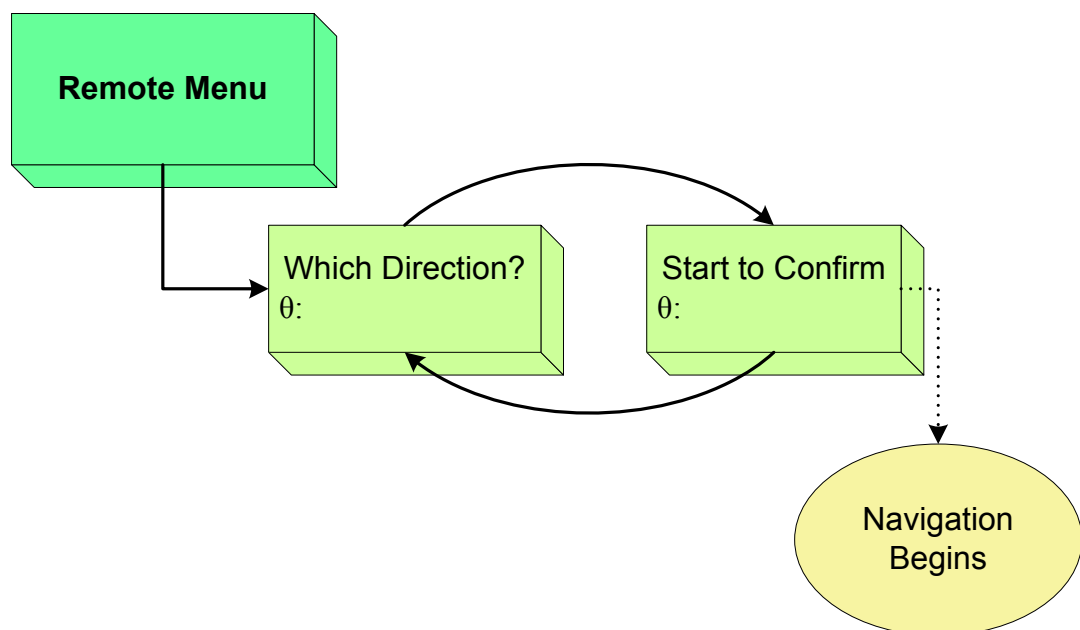 Remote Menu
Which Direction?
θ:
Start to Confirm
θ:
Navigation
Begins